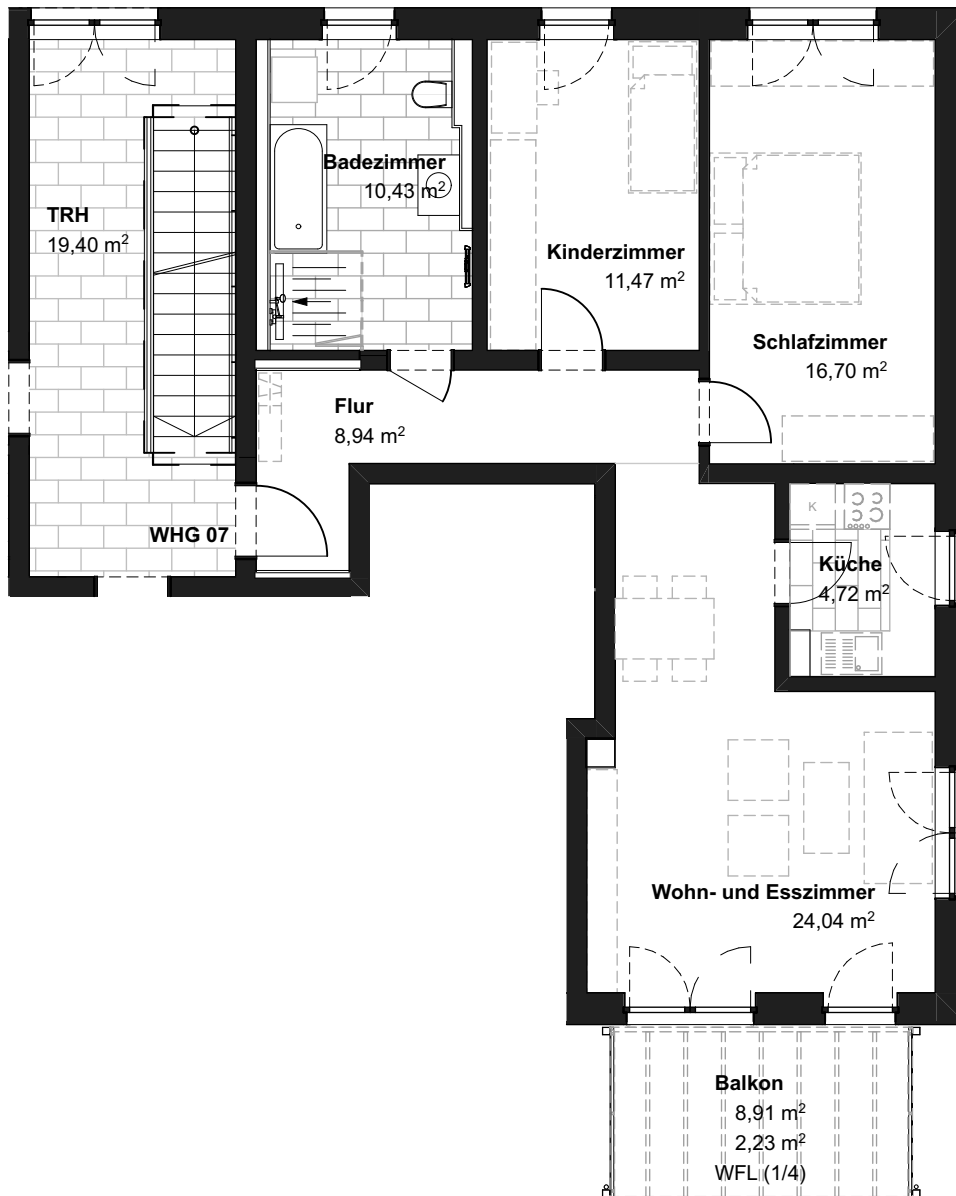 Badezimmer
10,43 m²
TRH
19,40 m²
Kinderzimmer
11,47 m²
Schlafzimmer
16,70 m²
Flur
8,94 m²
WHG 07
K
Küche
4,72 m²
Wohn- und Esszimmer
24,04 m²
Balkon
8,91 m²
2,23 m²
WFL (1/4)